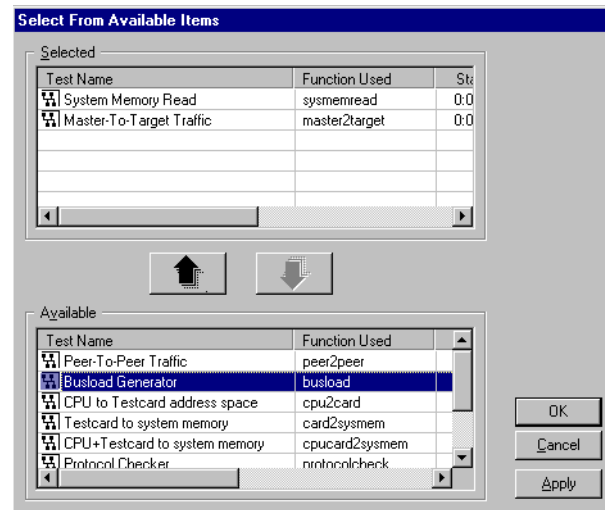 Select From Available Items
Selected
Test Name Function Used Sta
System Memory Read sysmemread 0:0
Master-To-Target Traffic master2target 0:0
Available
Test Name Function Used
Peer-To-Peer Traffic peer2peer
Busload Generator busload
CPU to Testcard address space cpu2card
Testcard to system memory card2sysmem
CPU+Testcard to system memory cpucard2sysmem
Protocol Checker protocolcheck
OK
Cancel
Apply